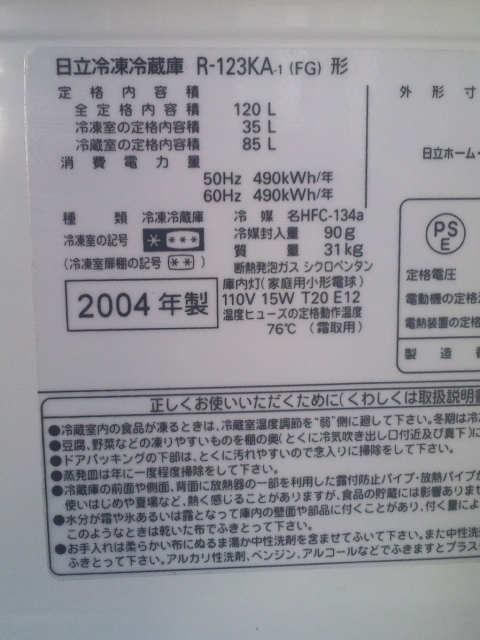 日立冷凍冷蔵庫 R-123KA-1 (FG) 形
定格内容積
全定格内容積 120 L
冷凍室の定格内容積 35 L
冷蔵室の定格内容積 85 L
消費電力量
50Hz 490kWh/年
60Hz 490kWh/年
種類 冷凍冷蔵庫
冷凍室の記号 * ***
(冷凍室扉棚の記号 **)
2004年製
冷媒名 HFC-134a
冷媒封入量 90g
質量 31kg
断熱発泡ガス シクロペンタン
庫内灯(家庭用小形電球)
110V 15W T20 E12
温度ヒューズの定格動作温度
76℃ (霜取用)
外形寸
日立ホーム・
PS
E
定格電圧
電動機の定格
電熱装置の定格
製造番
正しくお使いいただくために(くわしくは取扱説明
●冷蔵室内の食品が凍るときは、冷蔵室温度調節を“弱”側に廻して下さい。冬期は冷
●豆腐、野菜などの凍りやすいものを棚の奥(とくに冷気吹き出し口付近及び真下)に
●ドアパッキングの下部は、とくに汚れやすいので念入りに掃除をして下さい。
●蒸発皿は年に一度程度掃除をして下さい。
●冷蔵庫の前面や側面、背面に放熱器の一部を利用した露付防止パイプ・放熱パイプが
使いはじめや夏場など、熱く感じることがありますが、食品の貯蔵には影響ありませ
●水分が霜や氷あるいは露となって庫内の壁面や部品に付くことがあり、付く量によ
このようなときは乾いた布でふきとって下さい。
●お手入れは柔らかい布にぬるま湯か中性洗剤を含ませてふいて下さい。また中性洗
ふきとって下さい。アルカリ性洗剤、ベンジン、アルコールなどでふきますとプラス